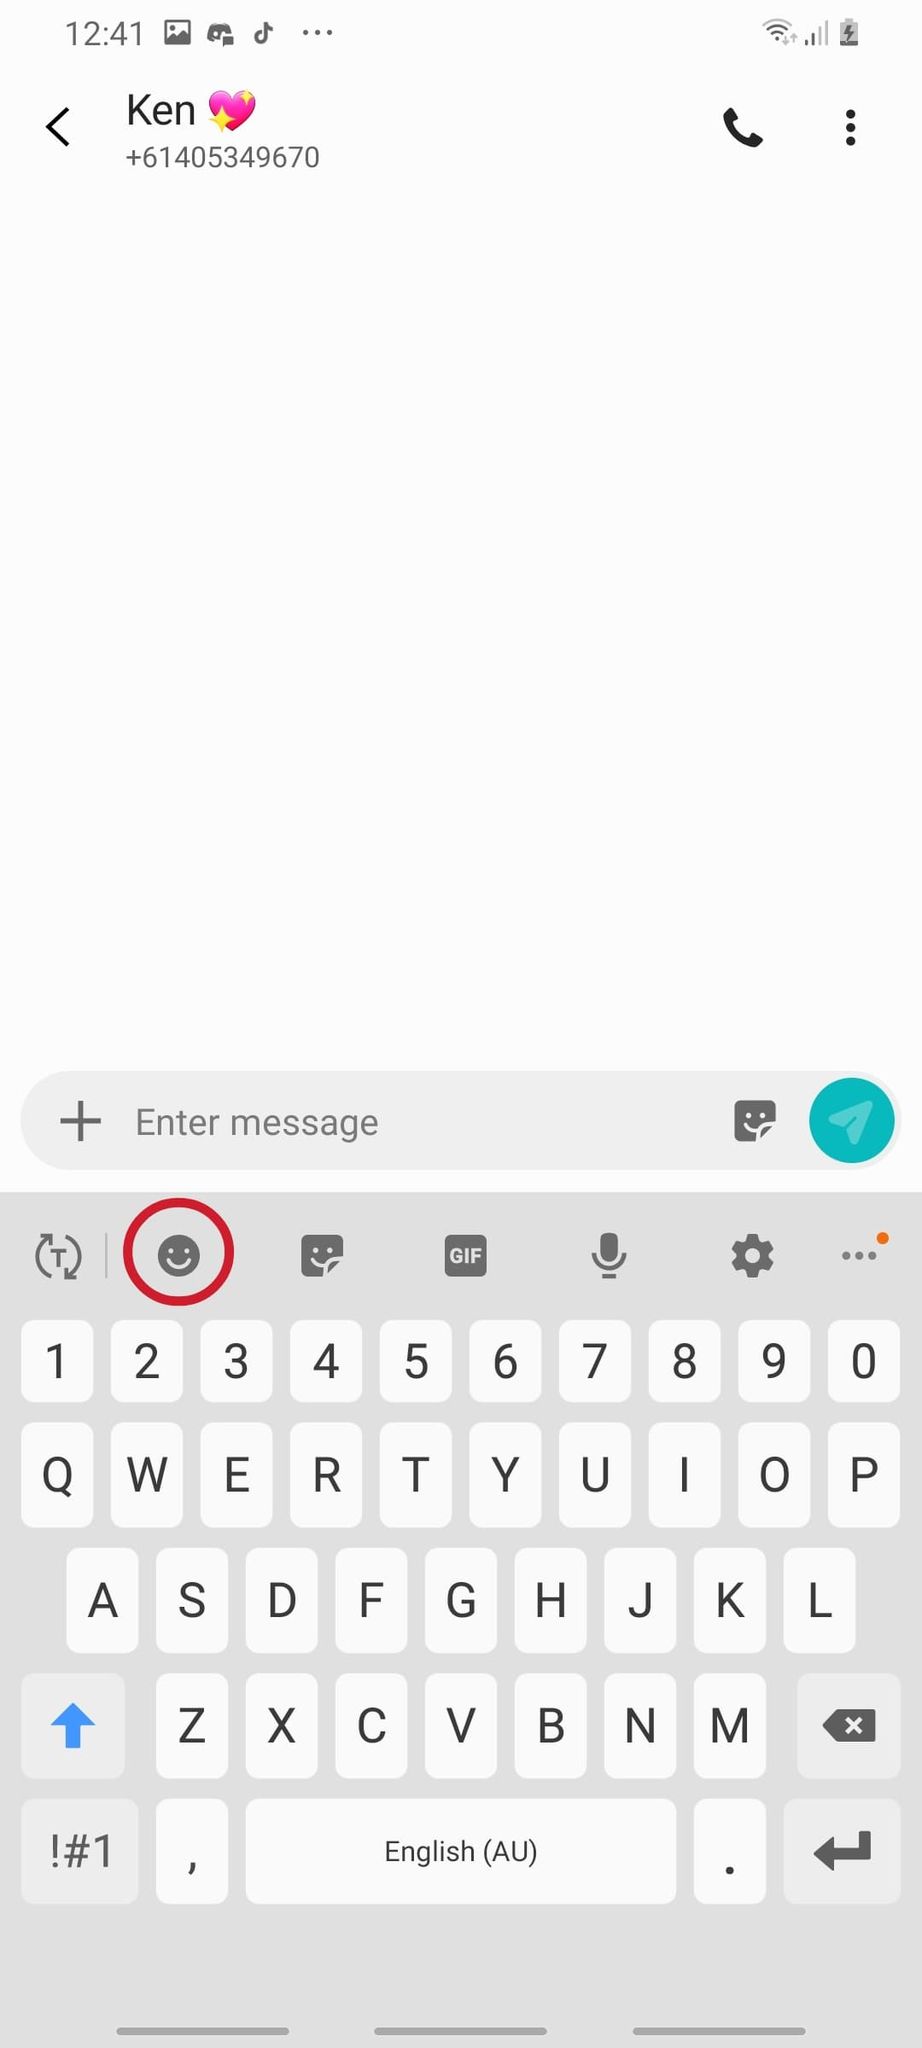 12:41
Ken 💖
+61405349670
Enter message
T
GIF
1 2 3 4 5 6 7 8 9 0
Q W E R T Y U I O P
A S D F G H J K L
Z X C V B N M
!#1 , English (AU) .